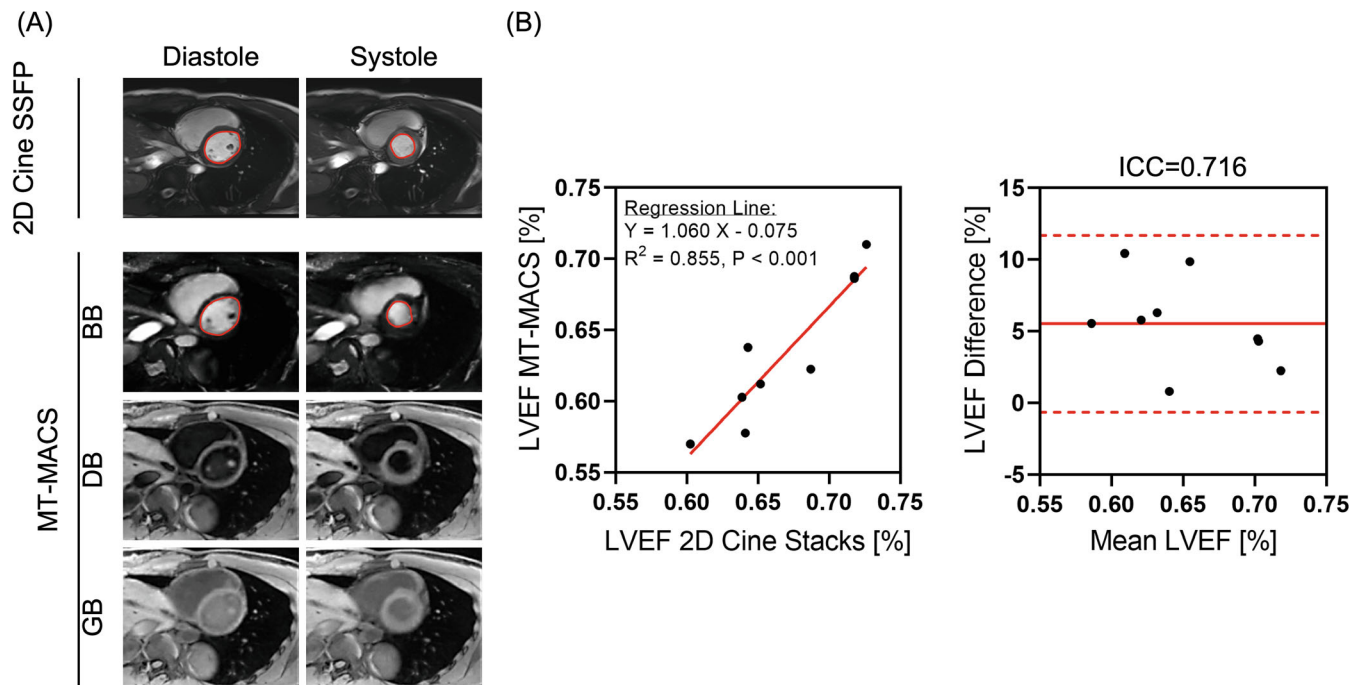 (A)
Diastole
Systole
2D Cine SSFP
MT-MACS
BB
DB
GB
(B)
LVEF MT-MACS [%]
0.75
0.70
0.65
0.60
0.55
Regression Line:
Y = 1.060 X - 0.075
R² = 0.855, P < 0.001
0.55 0.60 0.65 0.70 0.75
LVEF 2D Cine Stacks [%]
ICC=0.716
LVEF Difference [%]
15
10
5
0
-5
0.55 0.60 0.65 0.70 0.75
Mean LVEF [%]